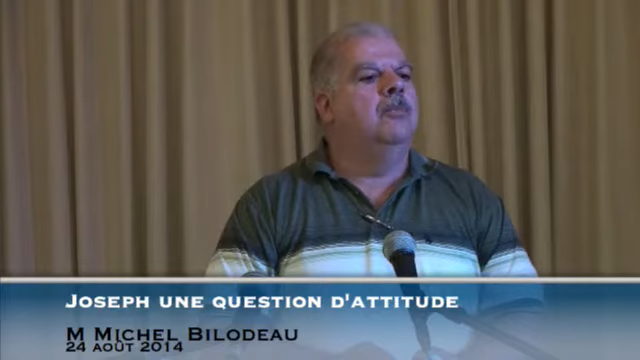 JOSEPH UNE QUESTION D'ATTITUDE
M MICHEL BILODEAU
24 AOÛT 2014